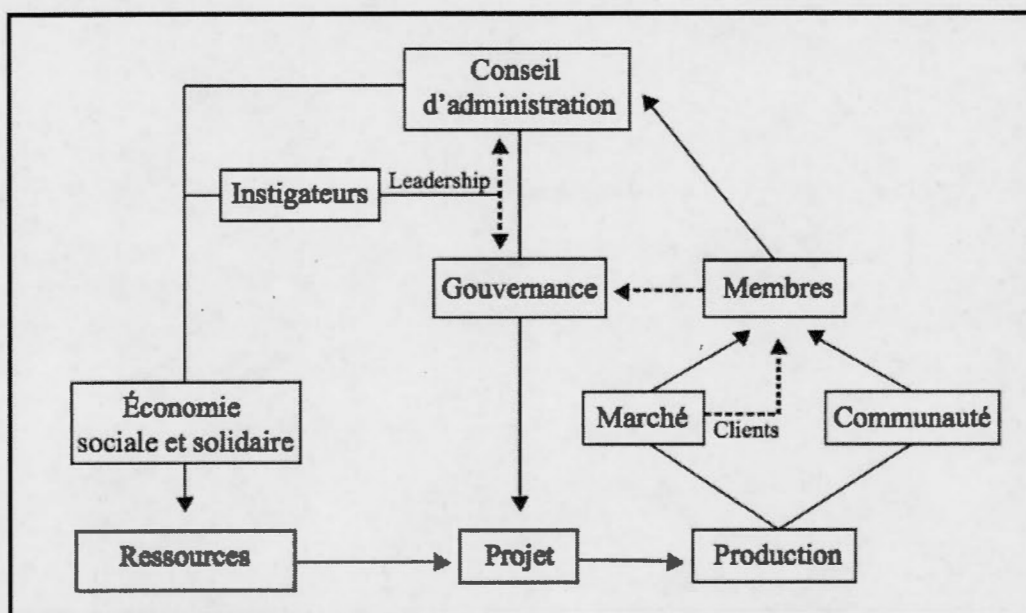 Conseil
d'administration
Leadership
Instigateurs
Gouvernance
Membres
Économie
sociale et solidaire
Marché
Clients
Communauté
Ressources
Projet
Production